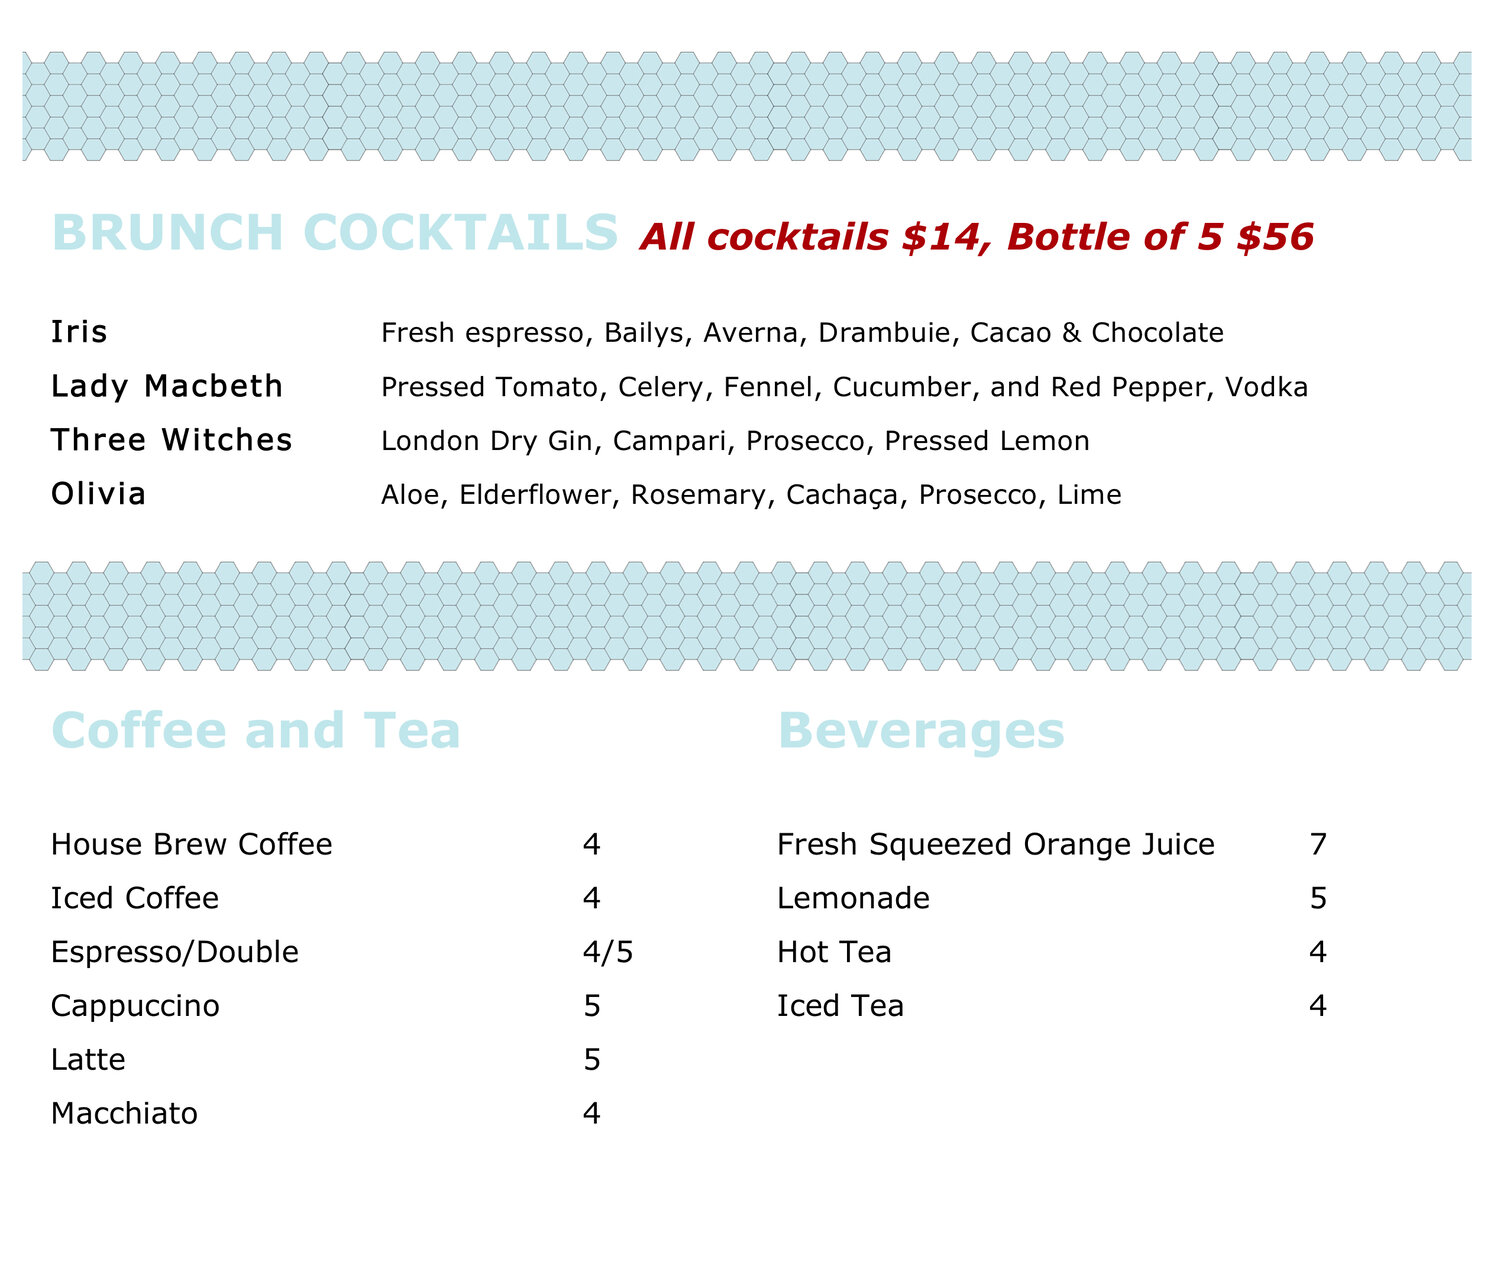 BRUNCH COCKTAILS All cocktails $14, Bottle of 5 $56
Iris Fresh espresso, Bailys, Averna, Drambuie, Cacao & Chocolate
Lady Macbeth Pressed Tomato, Celery, Fennel, Cucumber, and Red Pepper, Vodka
Three Witches London Dry Gin, Campari, Prosecco, Pressed Lemon
Olivia Aloe, Elderflower, Rosemary, Cachaça, Prosecco, Lime
Coffee and Tea
House Brew Coffee 4
Iced Coffee 4
Espresso/Double 4/5
Cappuccino 5
Latte 5
Macchiato 4
Beverages
Fresh Squeezed Orange Juice 7
Lemonade 5
Hot Tea 4
Iced Tea 4